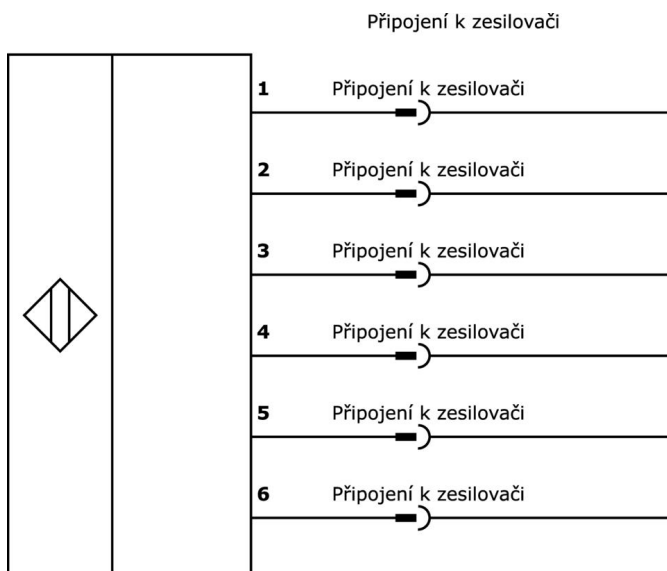 Připojení k zesilovači
1 Připojení k zesilovači
2 Připojení k zesilovači
3 Připojení k zesilovači
4 Připojení k zesilovači
5 Připojení k zesilovači
6 Připojení k zesilovači